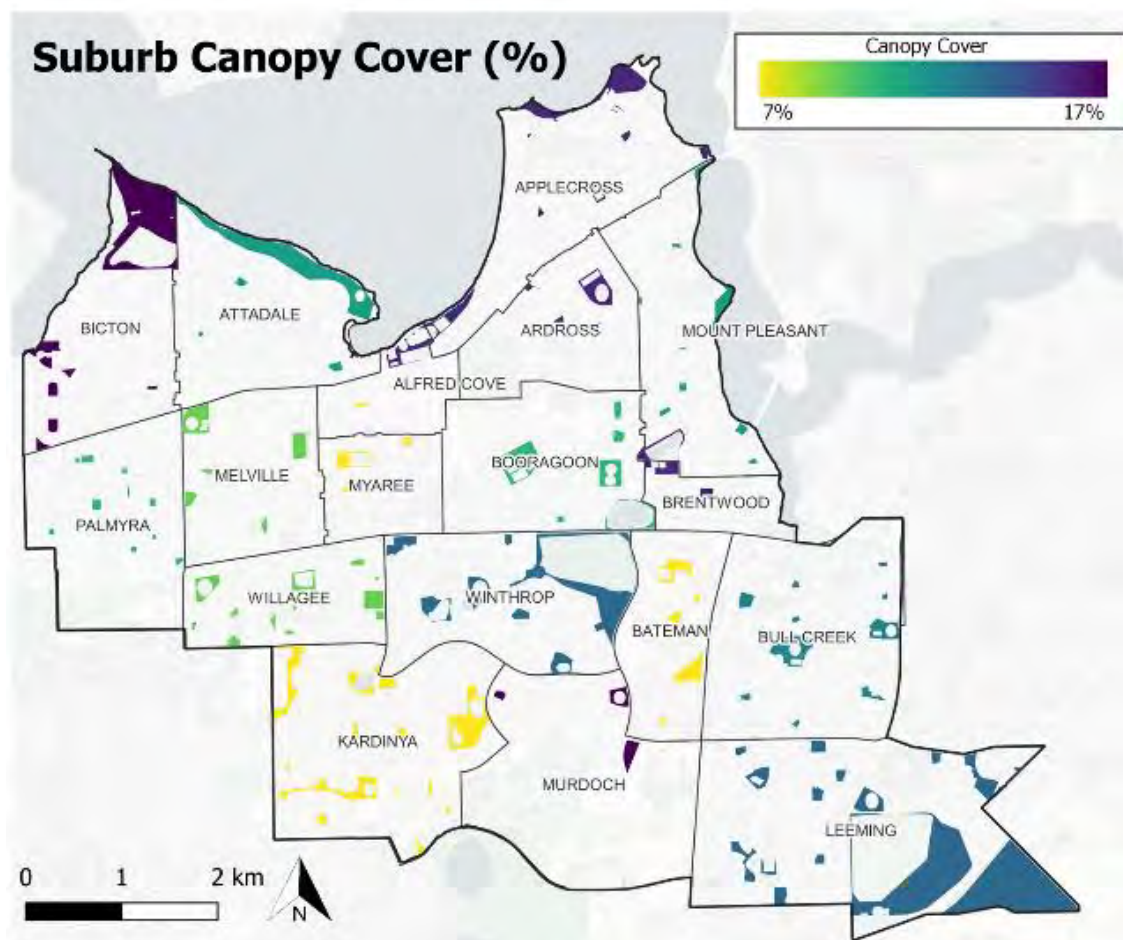 Suburb Canopy Cover (%)
Canopy Cover
7%
17%
APPLECROSS
BICTON
ATTADALE
ARDROSS
MOUNT PLEASANT
ALFRED COVE
MELVILLE
MYAREE
BOORAGOON
BRENTWOOD
PALMYRA
WILLAGEE
WINTHROP
BATEMAN
BULL CREEK
KARDINYA
MURDOCH
LEEMING
0 1 2 km
N